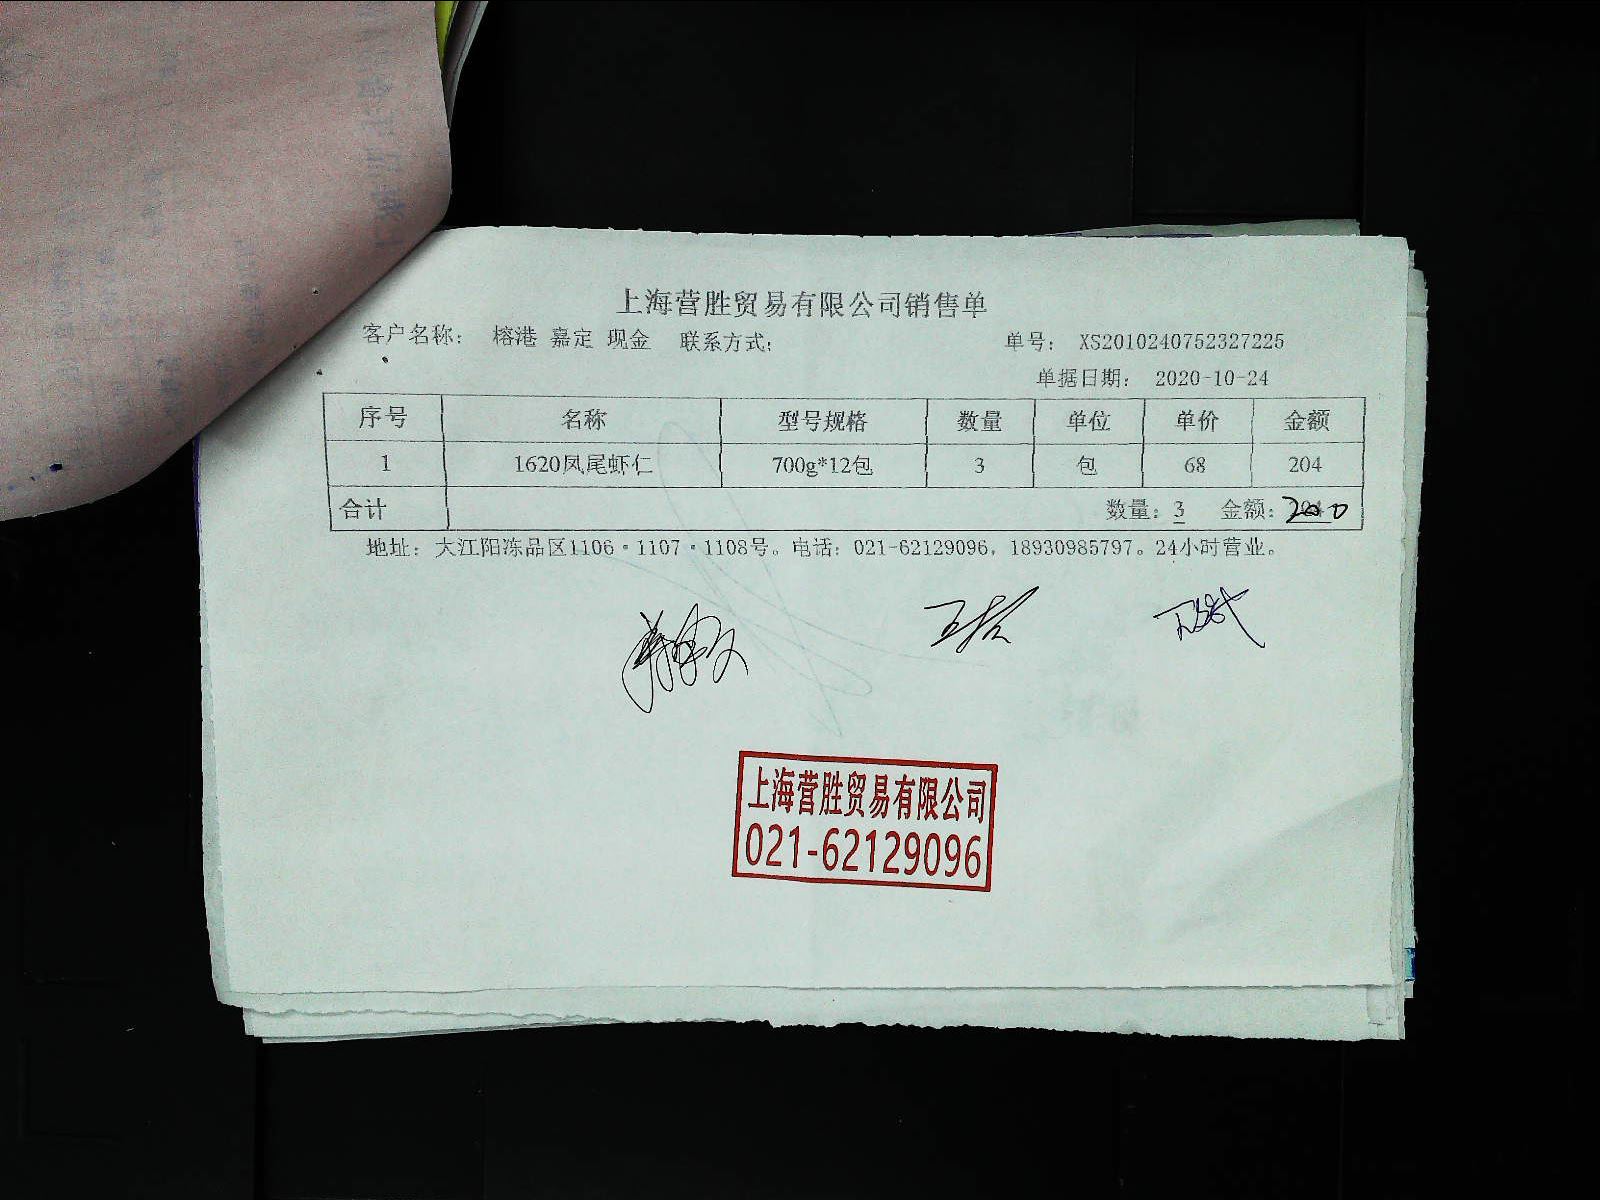 上海营胜贸易有限公司销售单
客户名称： 榕港 嘉定 现金 联系方式： 单号： XS2010240752327225
单据日期： 2020-10-24
序号 名称 型号规格 数量 单位 单价 金额
1 1620凤尾虾仁 700g*12包 3 包 68 204
合计 数量：3 金额：200
地址：大江阳冻品区1106·1107·1108号。电话：021-62129096，18930985797。24小时营业。
上海营胜贸易有限公司
021-62129096